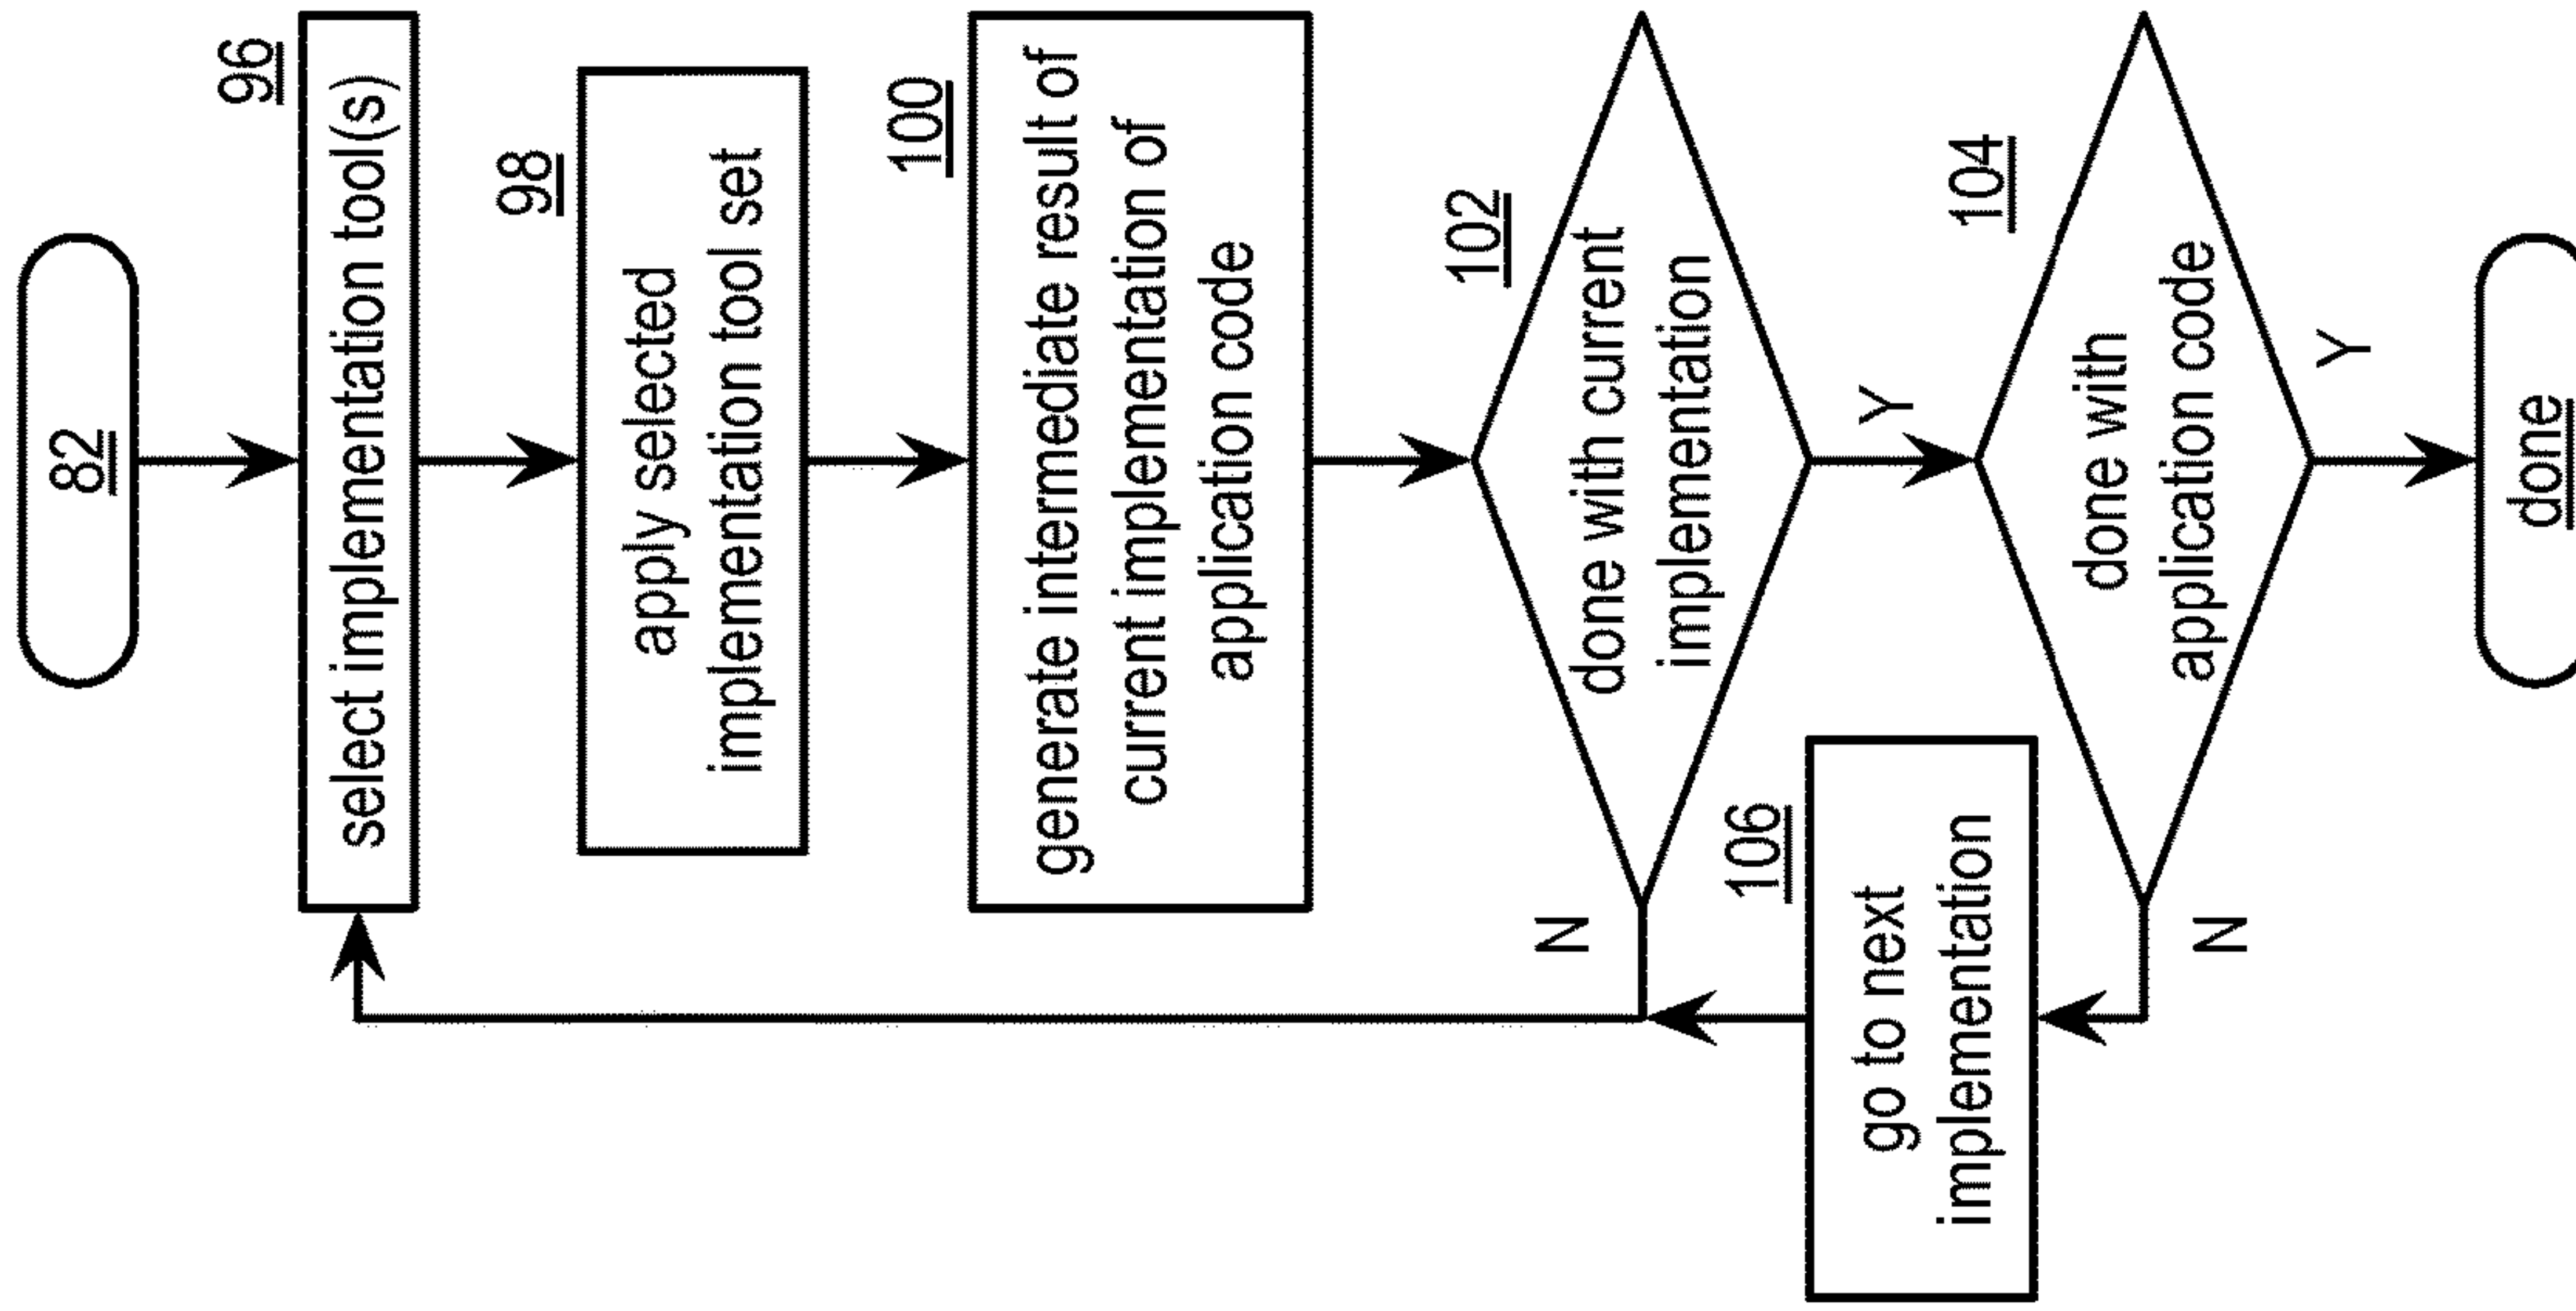 82
96
select implementation tool(s)
98
apply selected
implementation tool set
100
generate intermediate result of
current implementation of
application code
102
done with current
implementation
N
Y
104
done with
application code
N
Y
106
go to next
implementation
done